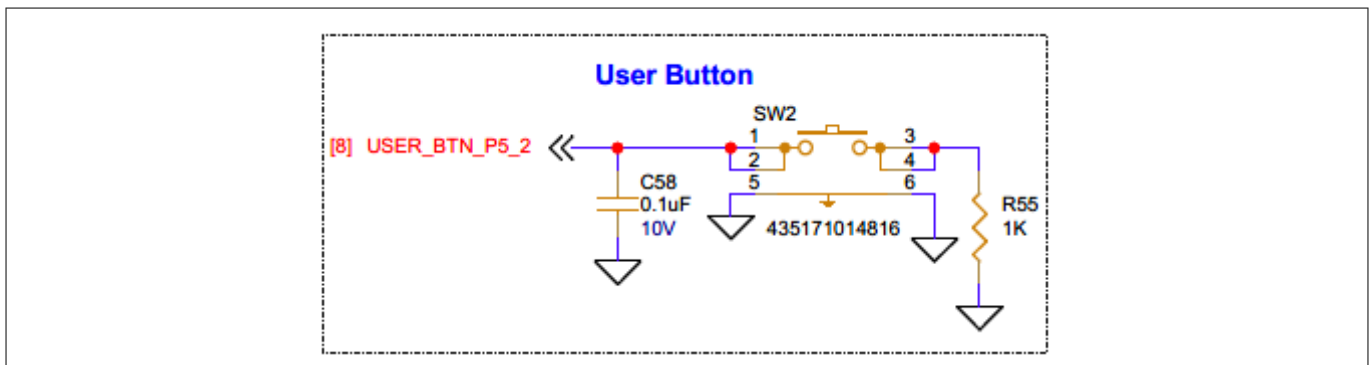 User Button
SW2
[8] USER_BTN_P5_2
1
3
2
4
5
6
C58
0.1uF
10V
435171014816
R55
1K